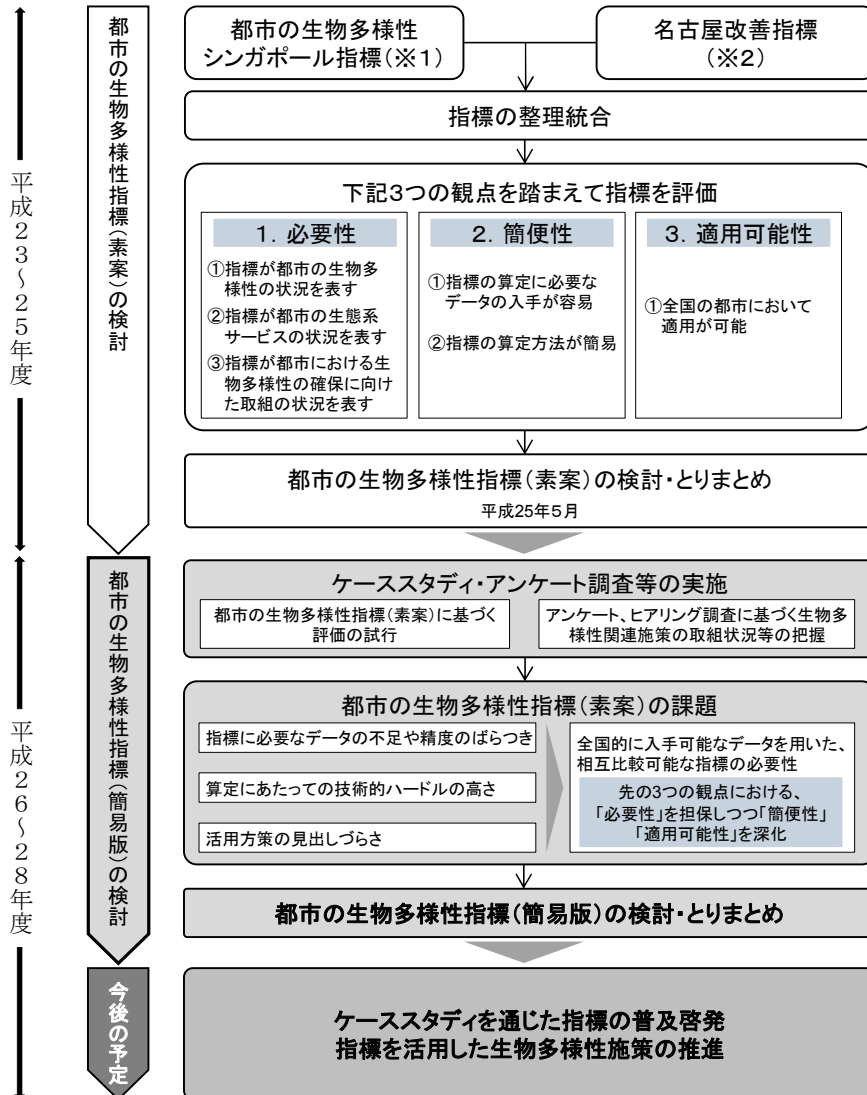 平成23～25年度
都市の生物多様性指標(素案)の検討
都市の生物多様性
シンガポール指標(※1)
名古屋改善指標
(※2)
指標の整理統合
下記3つの観点を踏まえて指標を評価
1. 必要性
①指標が都市の生物多
様性の状況を表す
②指標が都市の生態系
サービスの状況を表す
③指標が都市における生
物多様性の確保に向け
た取組の状況を表す
2. 簡便性
①指標の算定に必要な
データの入手が容易
②指標の算定方法が簡易
3. 適用可能性
①全国の都市において
適用が可能
都市の生物多様性指標(素案)の検討・とりまとめ
平成25年5月
平成26～28年度
都市の生物多様性指標(簡易版)の検討
ケーススタディ・アンケート調査等の実施
都市の生物多様性指標(素案)に基づく
評価の試行
アンケート、ヒアリング調査に基づく生物多
様性関連施策の取組状況等の把握
都市の生物多様性指標(素案)の課題
指標に必要なデータの不足や精度のばらつき
算定にあたっての技術的ハードルの高さ
活用方策の見出しづらさ
全国的に入手可能なデータを用いた、
相互比較可能な指標の必要性
先の3つの観点における、
「必要性」を担保しつつ「簡便性」
「適用可能性」を深化
都市の生物多様性指標(簡易版)の検討・とりまとめ
今後の予定
ケーススタディを通じた指標の普及啓発
指標を活用した生物多様性施策の推進